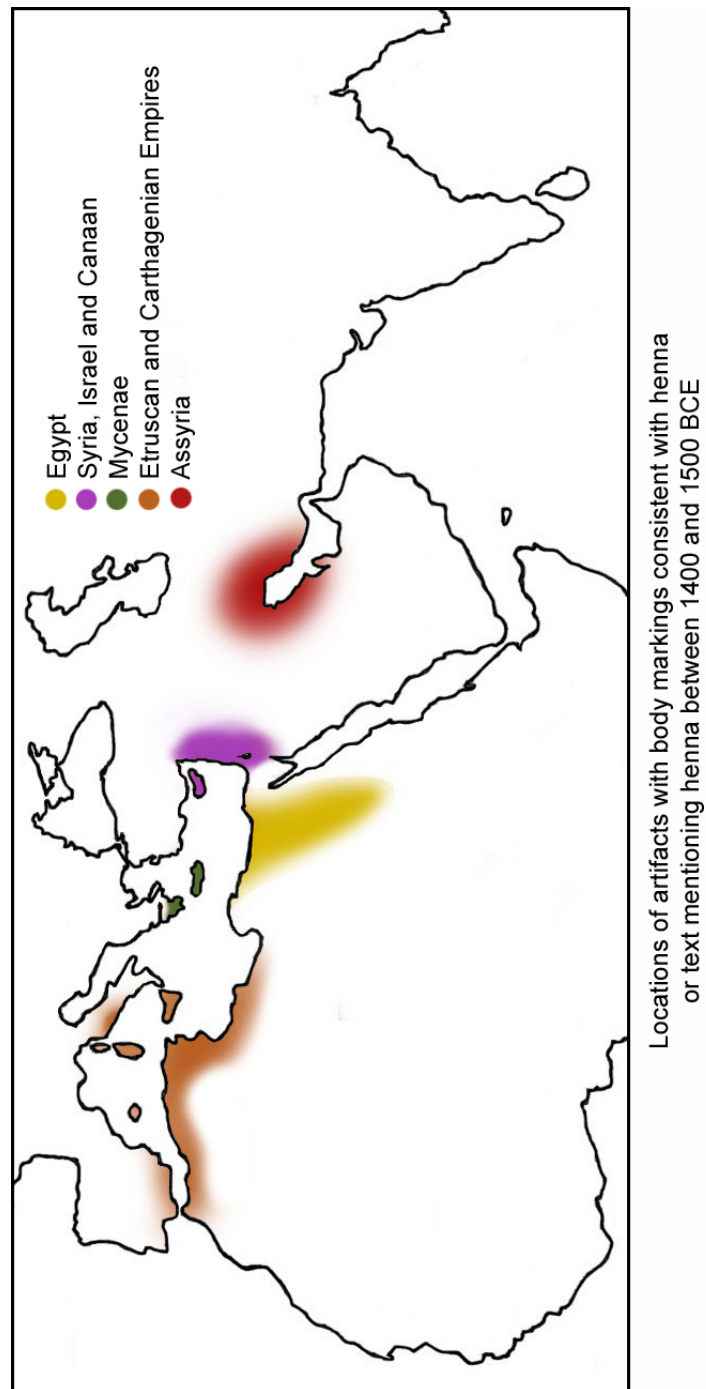 Egypt
Syria, Israel and Canaan
Mycenae
Etruscan and Carthagenian Empires
Assyria
Locations of artifacts with body markings consistent with henna
or text mentioning henna between 1400 and 1500 BCE